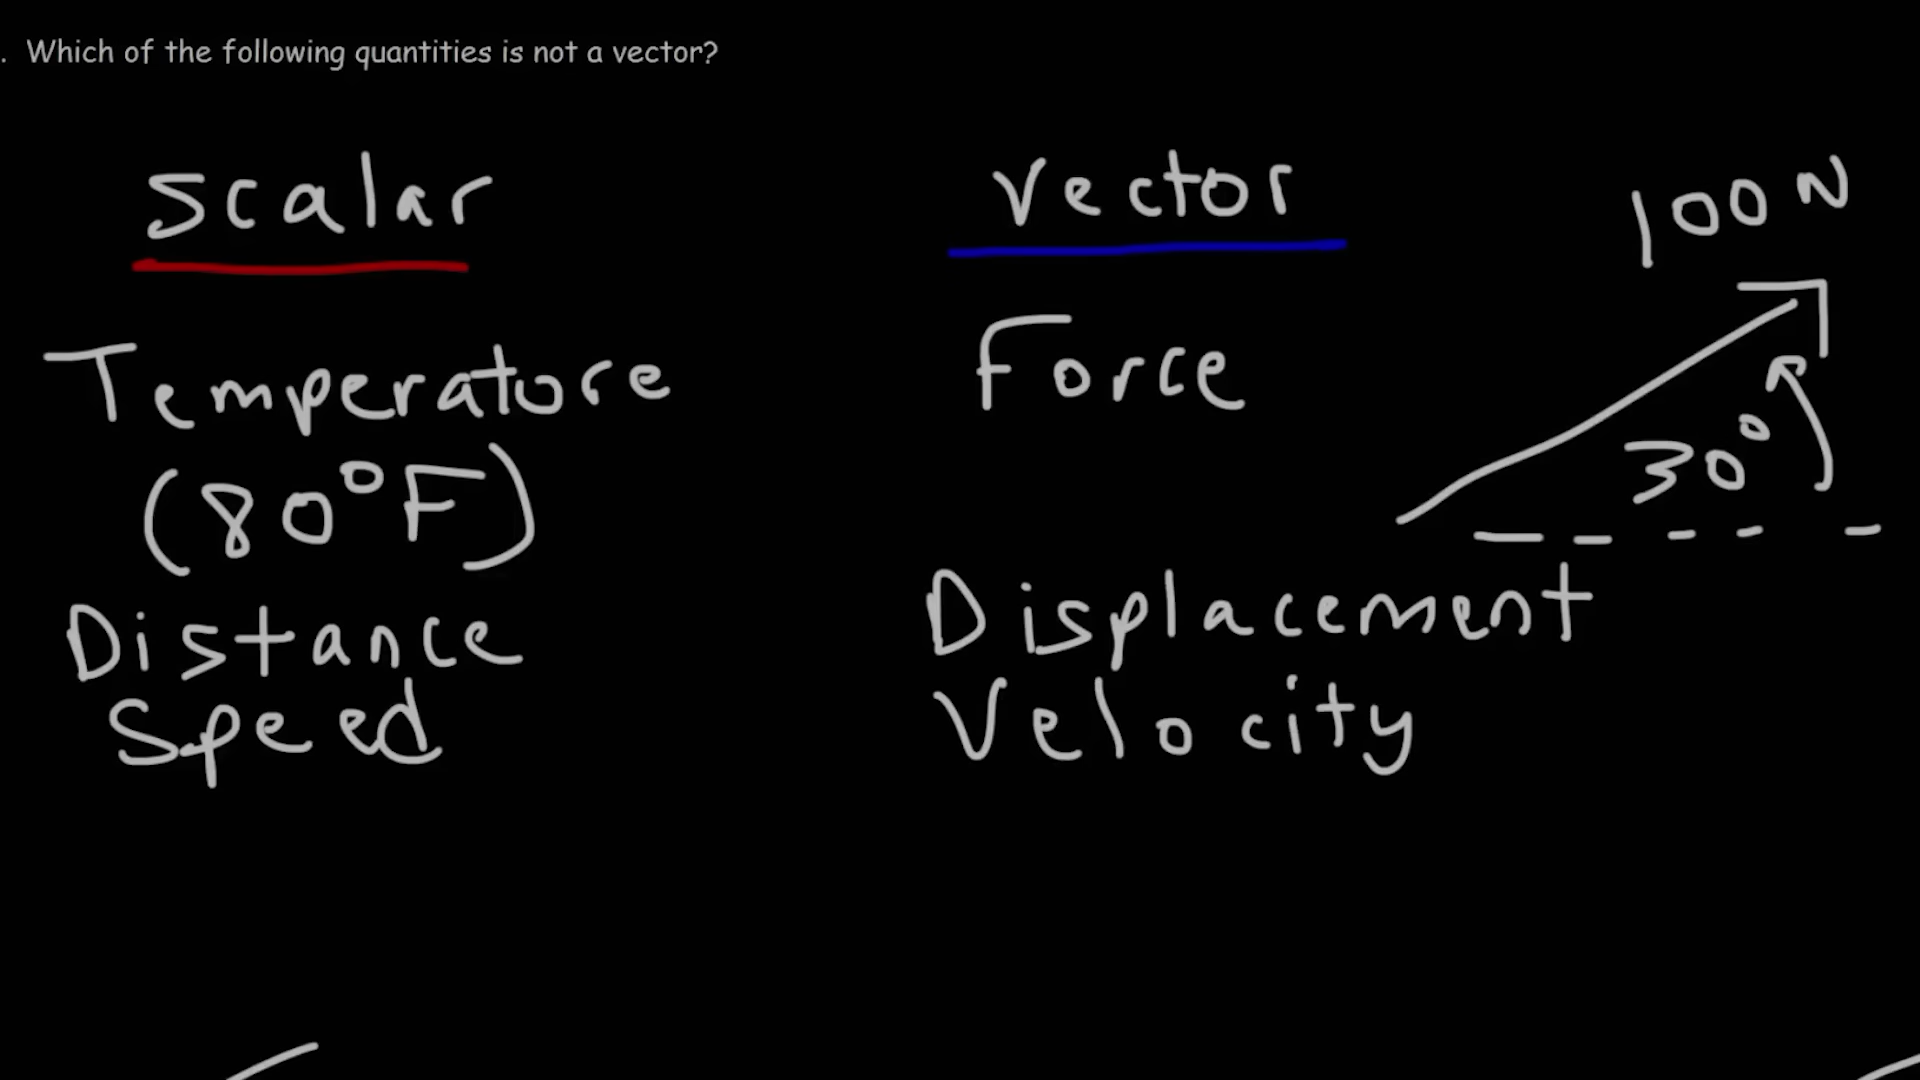 . Which of the following quantities is not a vector?
Scalar
Temperature
(80°F)
Distance
Speed
Vector
Force
100 N
30°
Displacement
Velocity